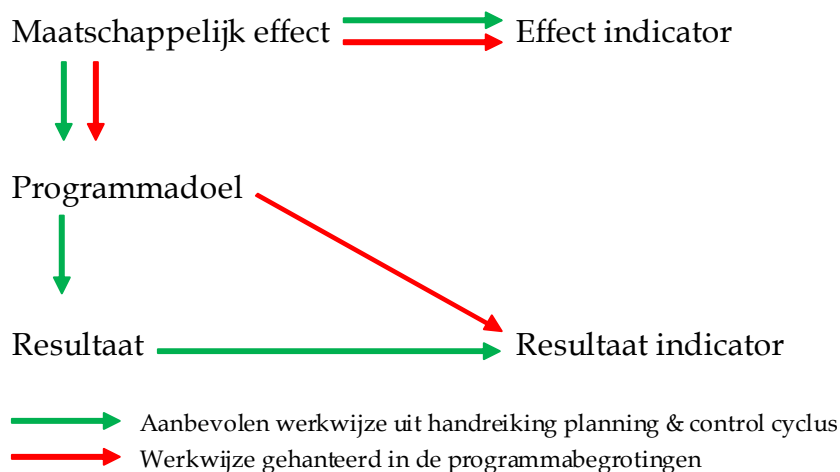 Maatschappelijk effect
Effect indicator
Programmadoel
Resultaat
Resultaat indicator
Aanbevolen werkwijze uit handreiking planning & control cyclus
Werkwijze gehanteerd in de programmabegrotingen